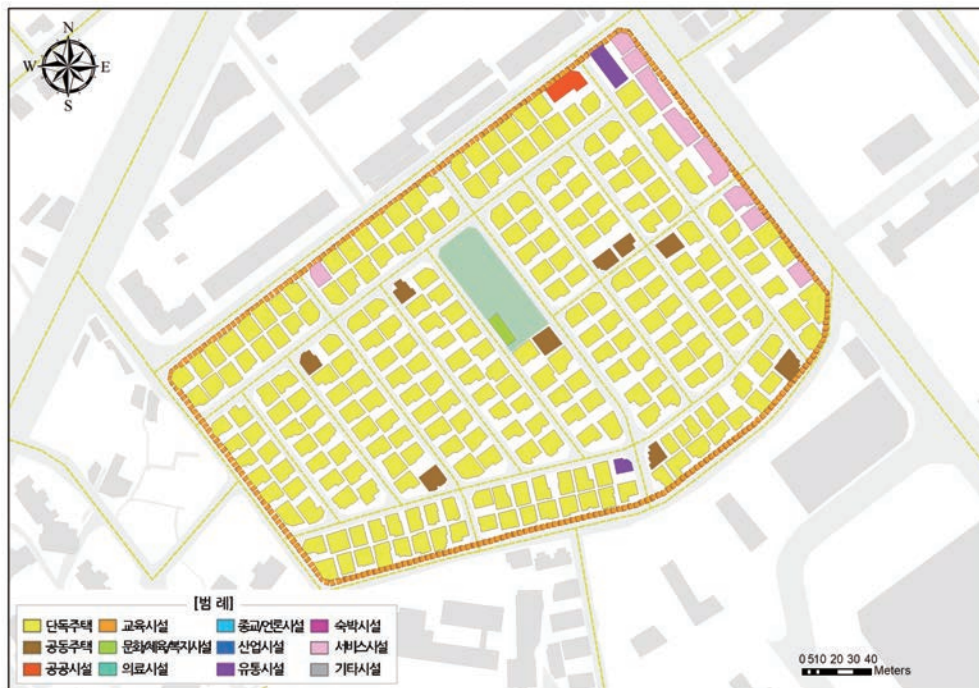 N
W E
S
[범 례]
단독주택 교육시설 종교/언론시설 숙박시설
공동주택 문화/체육/복지시설 산업시설 서비스시설
공공시설 의료시설 유통시설 기타시설
0 5 10 20 30 40
Meters